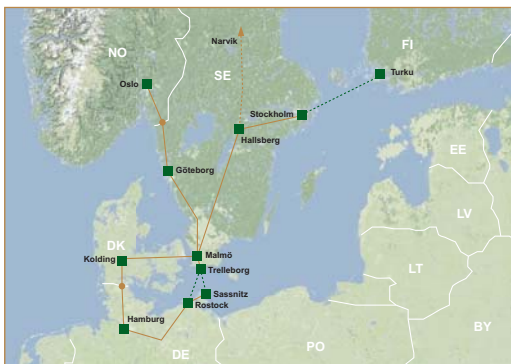 Narvik
NO
SE
FI
Oslo
Turku
Stockholm
Hallsberg
EE
Göteborg
LV
DK
Malmö
Kolding
Trelleborg
LT
Sassnitz
Rostock
Hamburg
BY
PO
DE